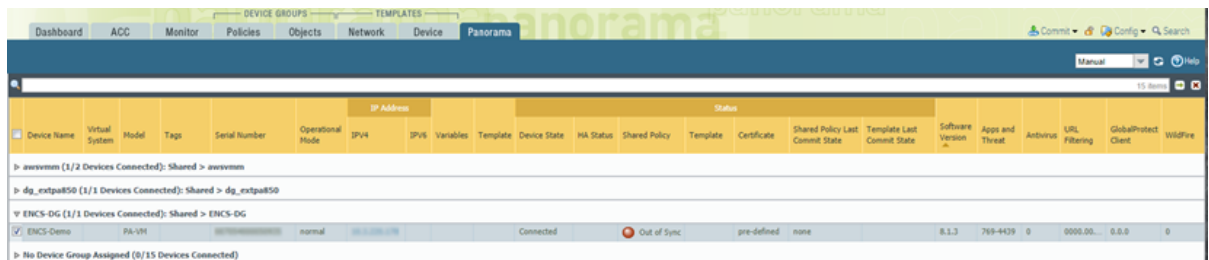 DEVICE GROUPS TEMPLATES
Dashboard ACC Monitor Policies Objects Network Device Panorama
Commit Config Search
Manual Help
15 items
IP Address Status
Device Name Virtual System Model Tags Serial Number Operational Mode IPV4 IPV6 Variables Template Device State HA Status Shared Policy Template Certificate Shared Policy Last Commit State Template Last Commit State Software Version Apps and Threat Antivirus URL Filtering GlobalProtect Client WildFire
awsvmm (1/2 Devices Connected): Shared > awsvmm
dg_extpa850 (1/1 Devices Connected): Shared > dg_extpa850
ENCS-DG (1/1 Devices Connected): Shared > ENCS-DG
ENCS-Demo PA-VM normal Connected Out of Sync pre-defined none 8.1.3 769-4439 0 0000.00... 0.0.0 0
No Device Group Assigned (0/15 Devices Connected)